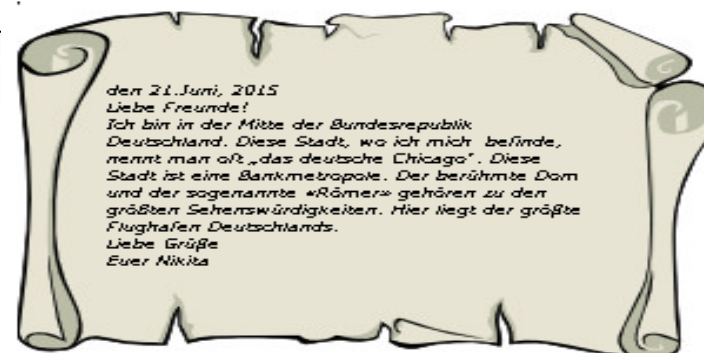 den 21.Juni, 2015
Liebe Freunde!
Ich bin in der Mitte der Bundesrepublik
Deutschland. Diese Stadt, wo ich mich befinde,
nennt man oft „das deutsche Chicago“. Diese
Stadt ist eine Bankmetropole. Der berühmte Dom
und der sogenannte «Römer» gehören zu den
größten Sehenswürdigkeiten. Hier liegt der größte
Flughafen Deutschlands.
Liebe Grüße
Euer Nikita